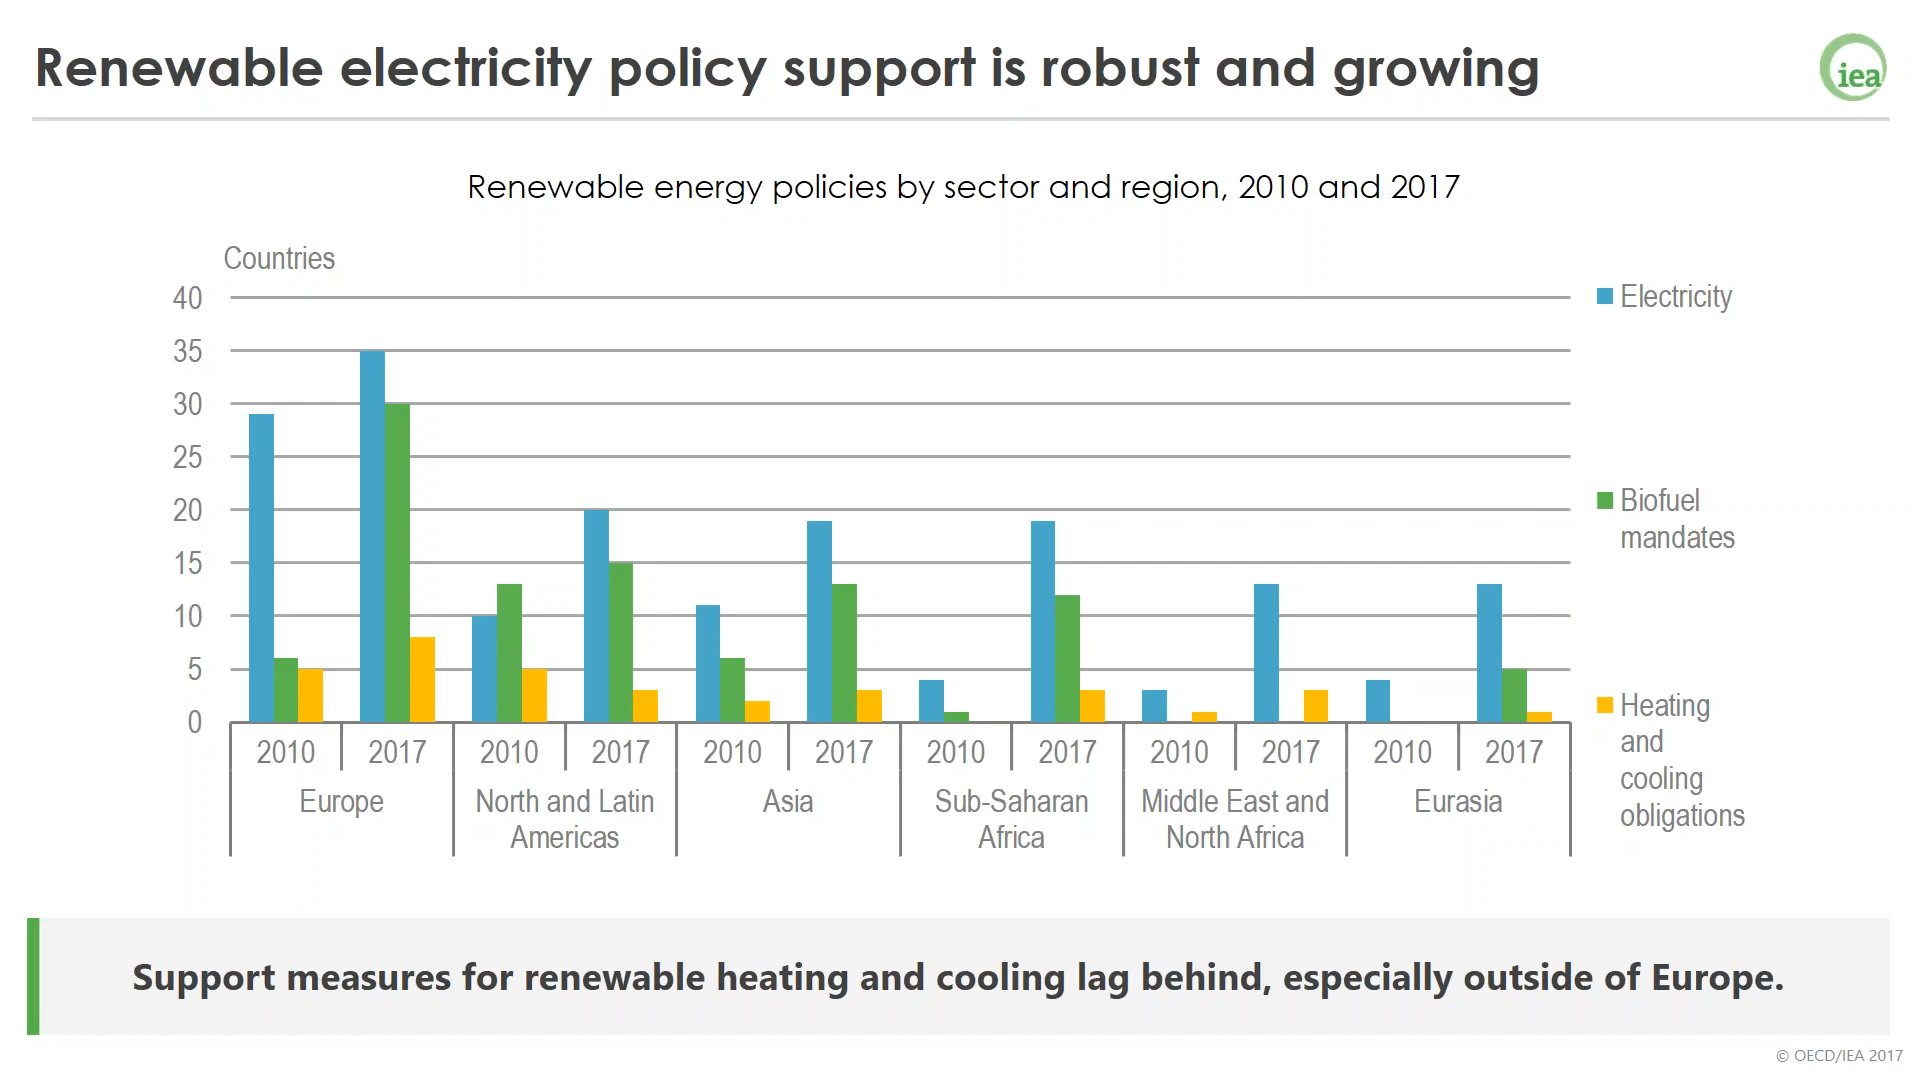 Renewable electricity policy support is robust and growing
iea
Renewable energy policies by sector and region, 2010 and 2017
Countries
40
35
30
25
20
15
10
5
0
2010 2017 2010 2017 2010 2017 2010 2017 2010 2017 2010 2017
Europe
North and Latin
Americas
Asia
Sub-Saharan
Africa
Middle East and
North Africa
Eurasia
Electricity
Biofuel
mandates
Heating
and
cooling
obligations
Support measures for renewable heating and cooling lag behind, especially outside of Europe.
© OECD/IEA 2017